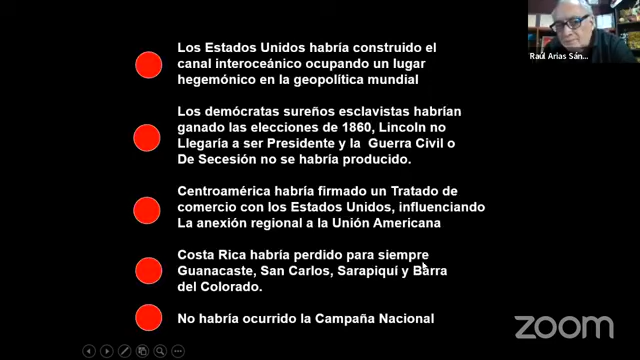 Los Estados Unidos habría construido el
canal interoceánico ocupando un lugar
hegemónico en la geopolítica mundial
Raúl Arias Sán...
Los demócratas sureños esclavistas habrían
ganado las elecciones de 1860, Lincoln no
Llegaría a ser Presidente y la Guerra Civil o
De Secesión no se habría producido.
Centroamérica habría firmado un Tratado de
comercio con los Estados Unidos, influenciando
La anexión regional a la Unión Americana
Costa Rica habría perdido para siempre
Guanacaste, San Carlos, Sarapiquí y Barra
del Colorado.
No habría ocurrido la Campaña Nacional
zoom